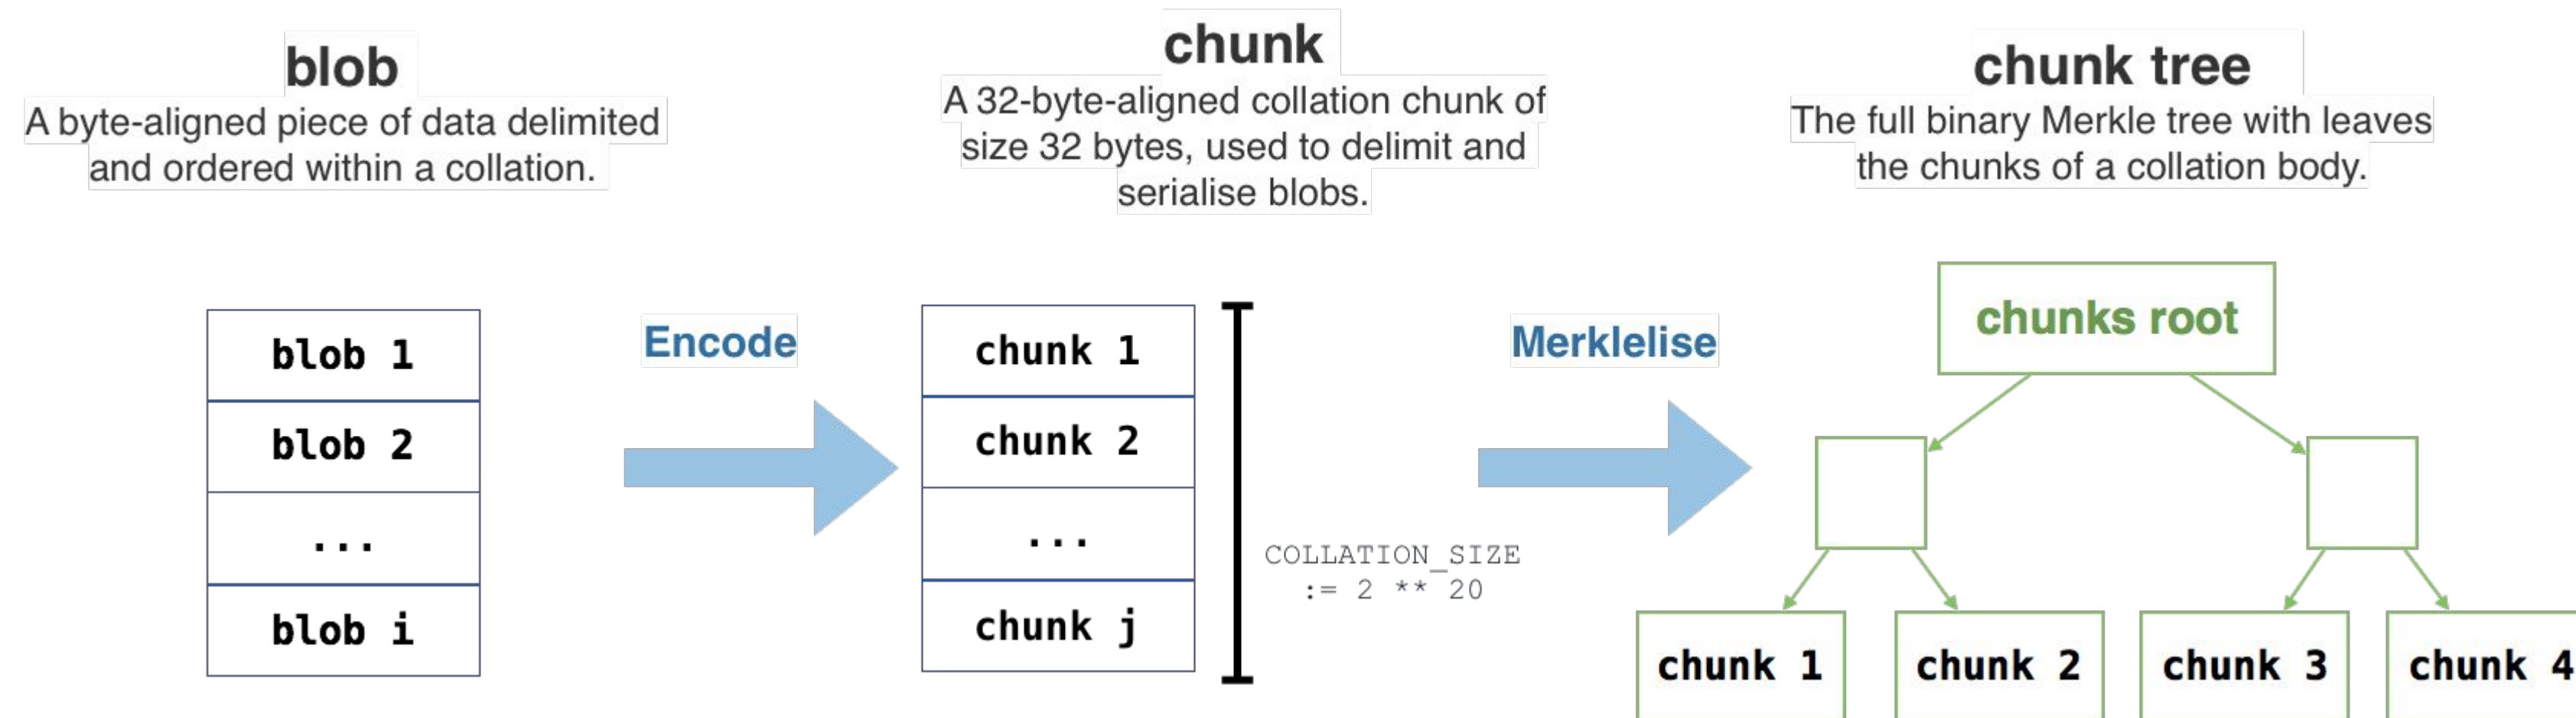 blob
A byte-aligned piece of data delimited
and ordered within a collation.
chunk
A 32-byte-aligned collation chunk of
size 32 bytes, used to delimit and
serialise blobs.
chunk tree
The full binary Merkle tree with leaves
the chunks of a collation body.
blob 1
blob 2
...
blob i
Encode
chunk 1
chunk 2
...
chunk j
COLLATION_SIZE
:= 2 ** 20
Merklelise
chunks root
chunk 1
chunk 2
chunk 3
chunk 4